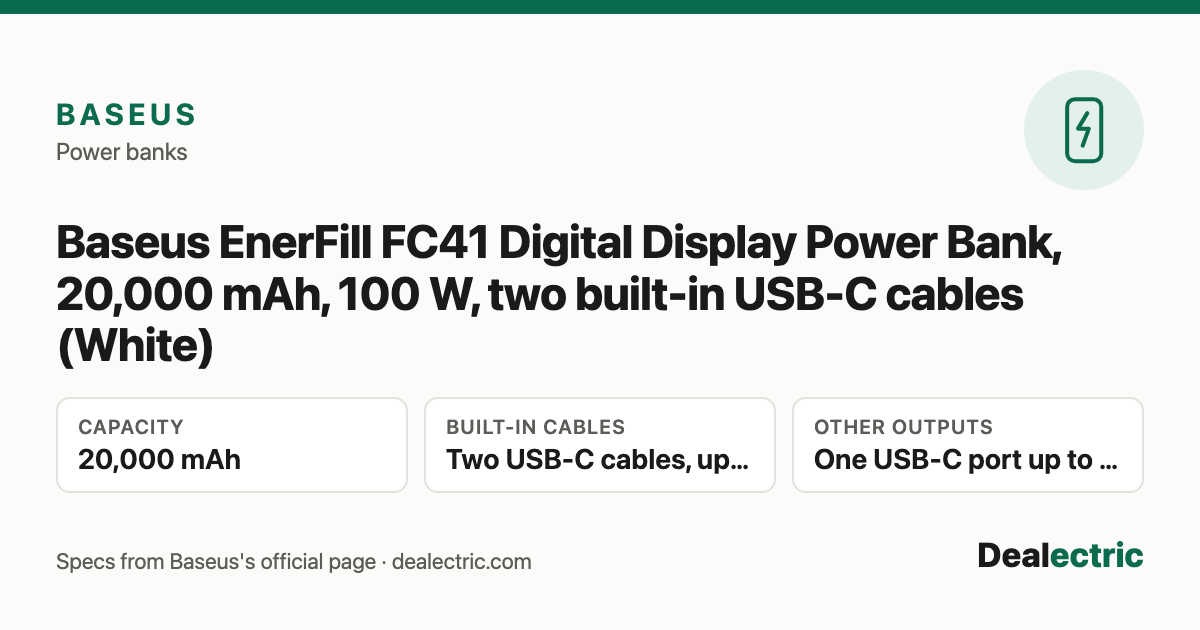 BASEUS
Power banks
Baseus EnerFill FC41 Digital Display Power Bank,
20,000 mAh, 100 W, two built-in USB-C cables
(White)
CAPACITY
20,000 mAh
BUILT-IN CABLES
Two USB-C cables, up...
OTHER OUTPUTS
One USB-C port up to ...
Specs from Baseus's official page · dealectric.com
Dealectric